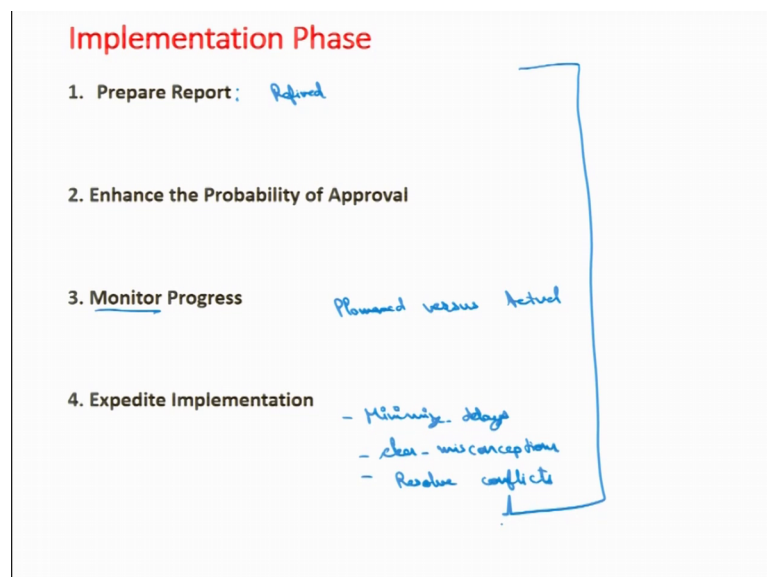 Implementation Phase
1. Prepare Report : Refined
2. Enhance the Probability of Approval
3. Monitor Progress Planned versus Actual
4. Expedite Implementation
- Minimize delays
- clear misconceptions
- Resolve conflicts